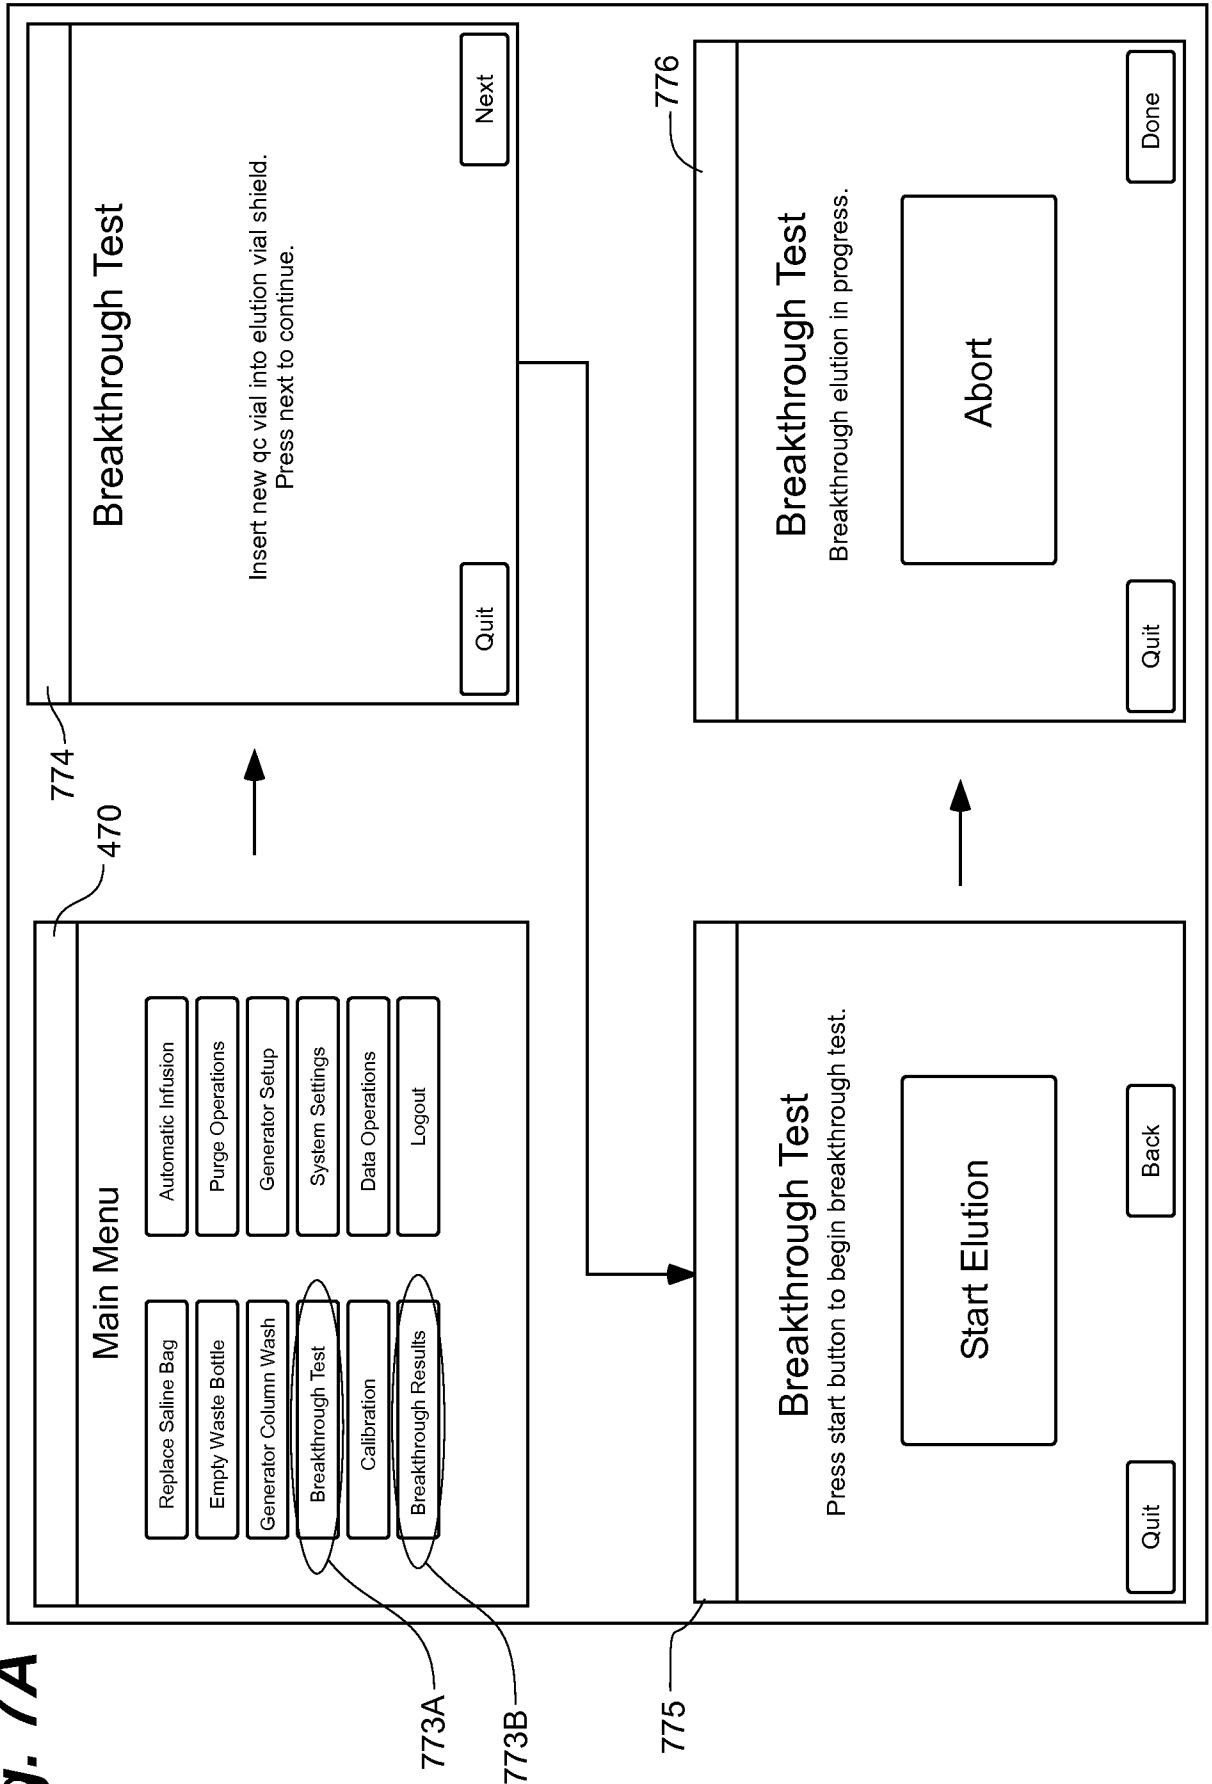 g. 7A
470
Main Menu
Replace Saline Bag
Empty Waste Bottle
Generator Column Wash
Breakthrough Test
Calibration
Breakthrough Results
Automatic Infusion
Purge Operations
Generator Setup
System Settings
Data Operations
Logout
773A
773B
774
Breakthrough Test
Insert new qc vial into elution vial shield.
Press next to continue.
Quit
Next
775
Breakthrough Test
Press start button to begin breakthrough test.
Start Elution
Quit
Back
776
Breakthrough Test
Breakthrough elution in progress.
Abort
Quit
Done